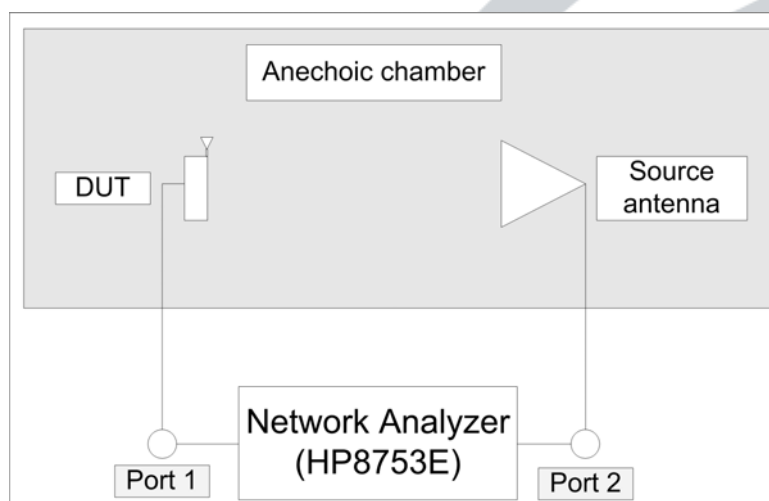 Anechoic chamber
DUT
Source
antenna
Network Analyzer
(HP8753E)
Port 1
Port 2